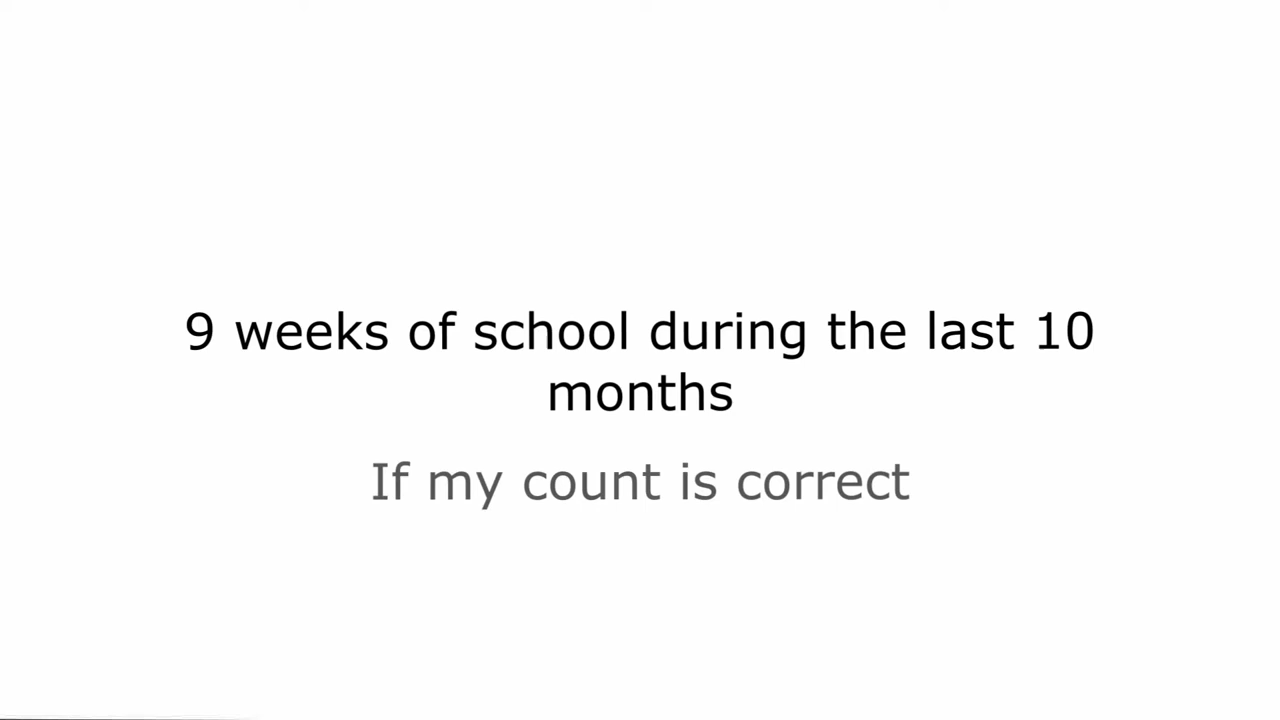 9 weeks of school during the last 10
months
If my count is correct